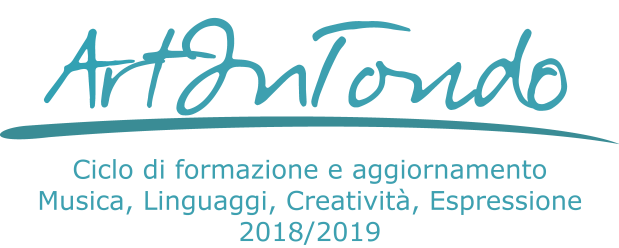 ArtInTondo
Ciclo di formazione e aggiornamento
Musica, Linguaggi, Creatività, Espressione
2018/2019